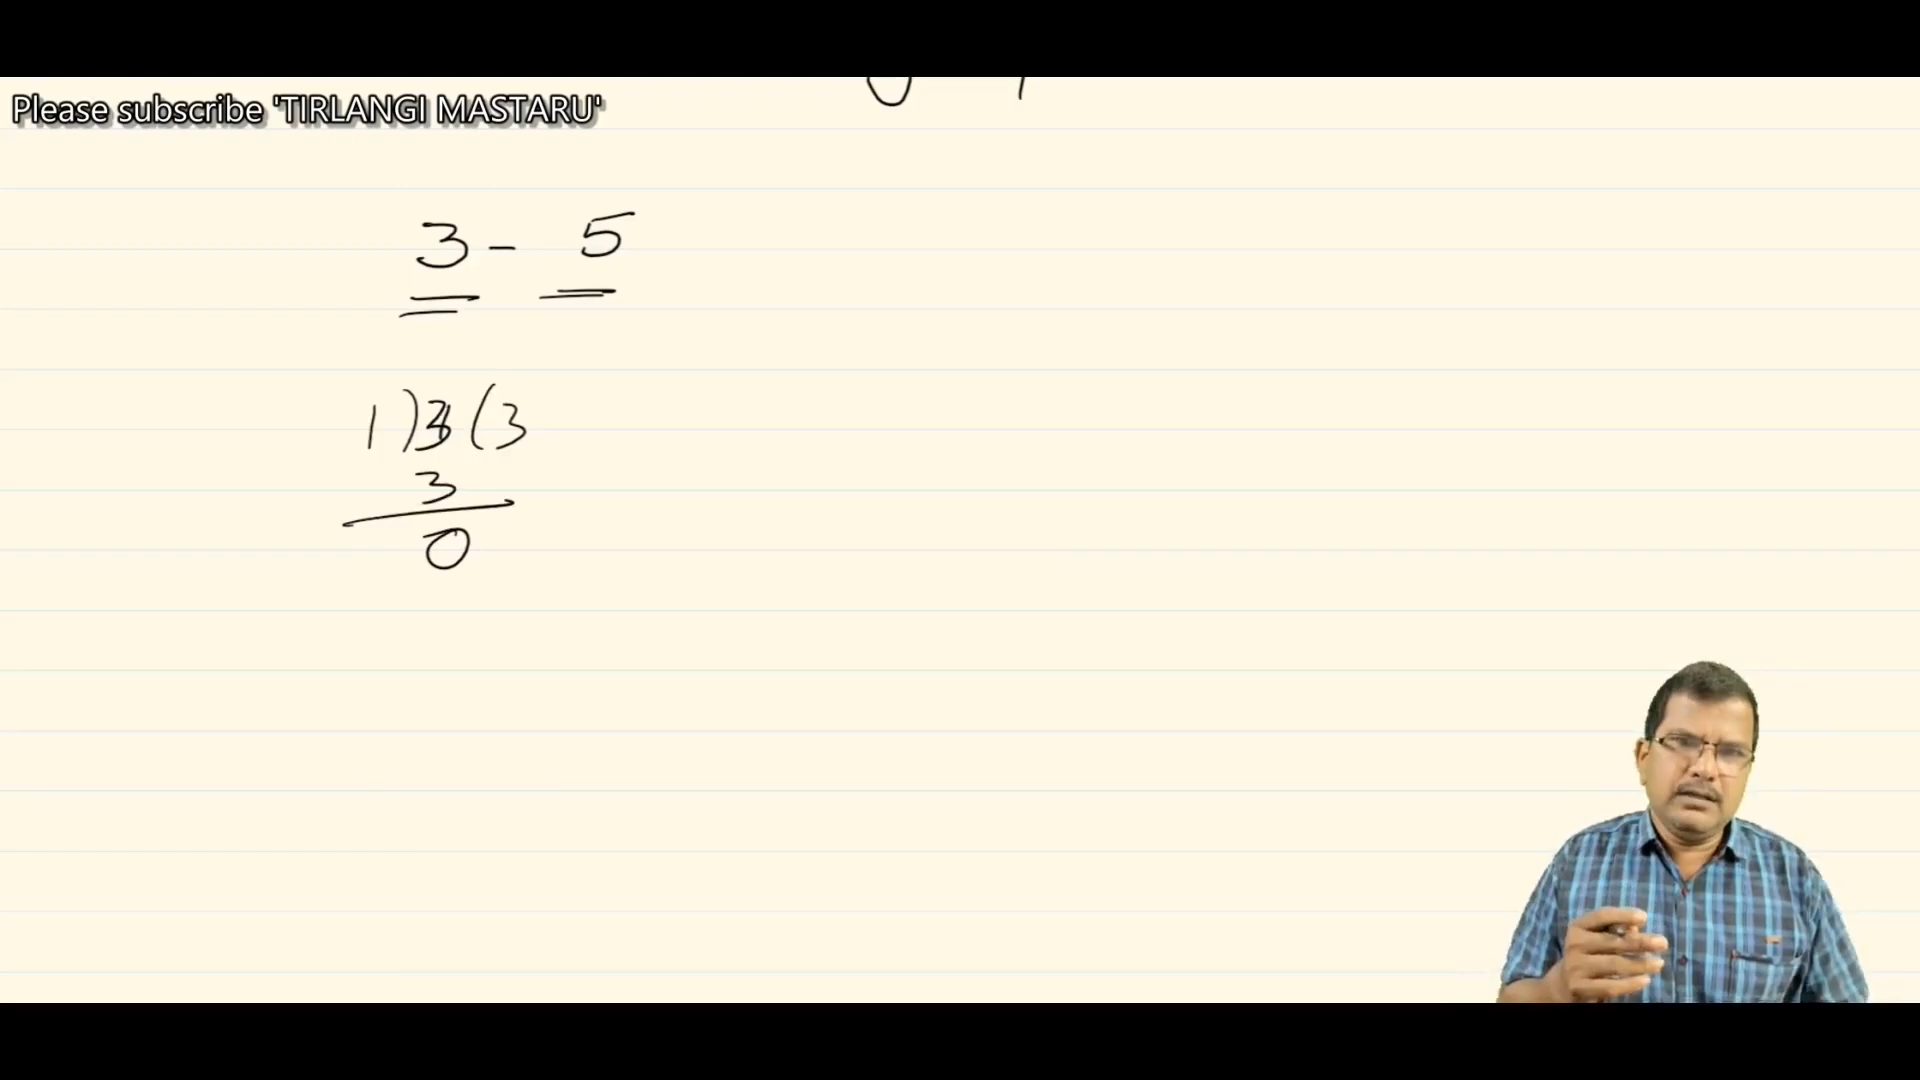 Please subscribe 'TIRLANGI MASTARU'
3 - 5
1 ) 3 ( 3
3
0